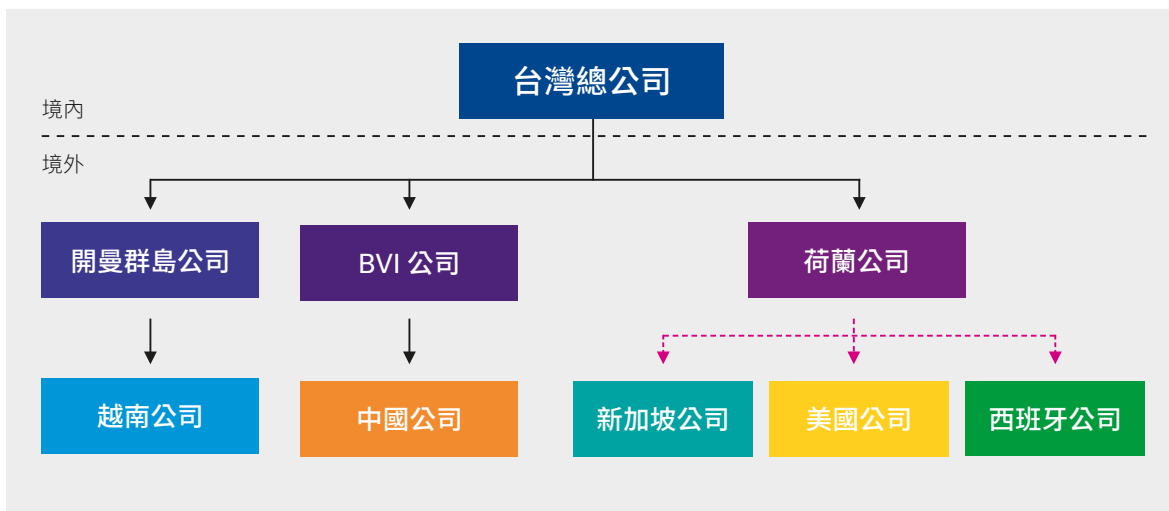 台灣總公司
境內
境外
開曼群島公司
BVI 公司
荷蘭公司
越南公司
中國公司
新加坡公司
美國公司
西班牙公司